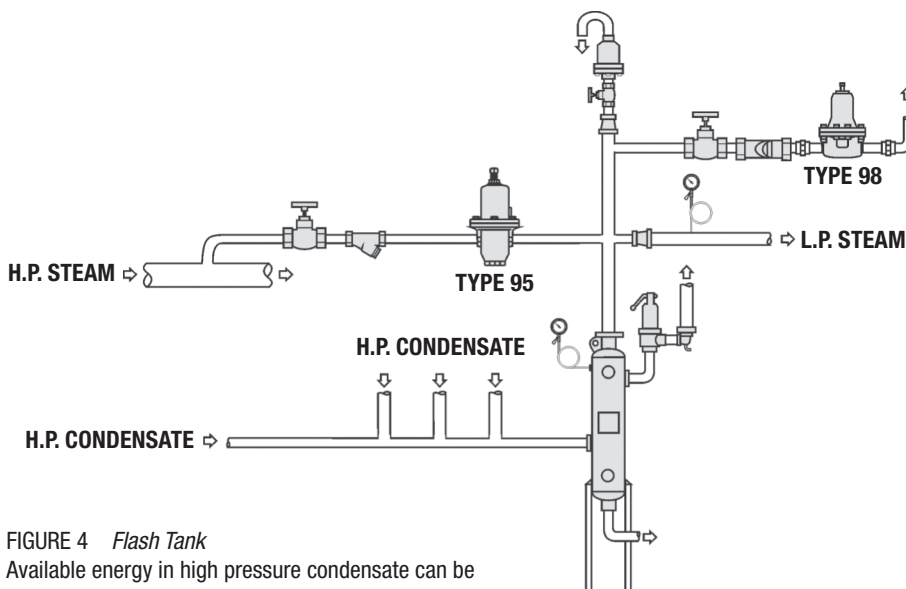 TYPE 98
H.P. STEAM
TYPE 95
L.P. STEAM
H.P. CONDENSATE
H.P. CONDENSATE
FIGURE 4 Flash Tank
Available energy in high pressure condensate can be